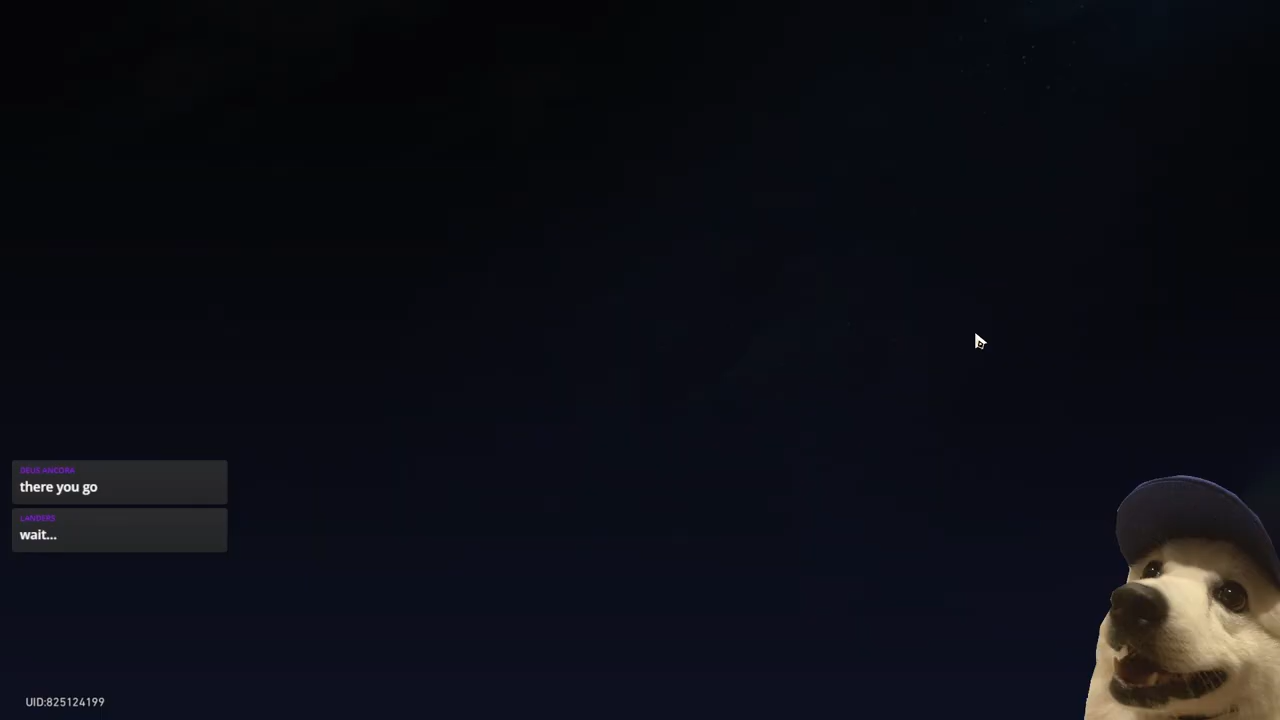 DEUS ANCORA
there you go
LANDERS
wait...
UID:825124199